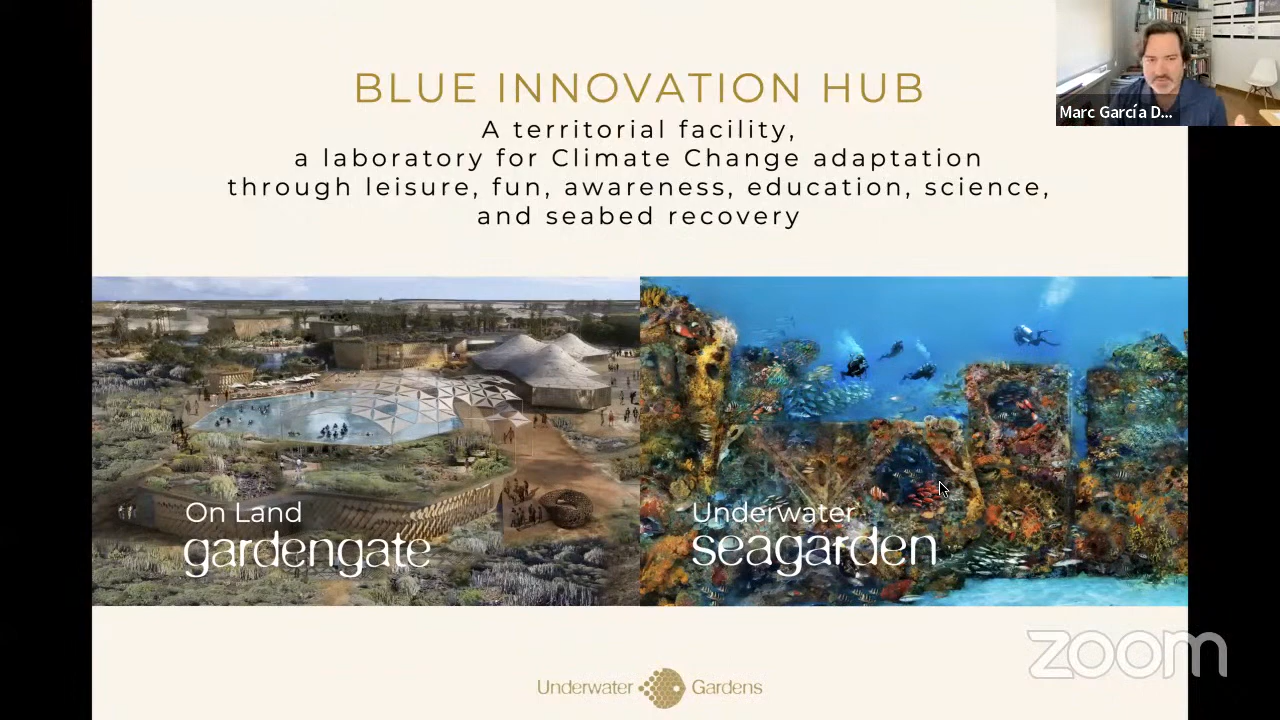 BLUE INNOVATION HUB
A territorial facility,
a laboratory for Climate Change adaptation
through leisure, fun, awareness, education, science,
and seabed recovery
Marc García D...
On Land
gardengate
Underwater
seagarden
zoom
Underwater Gardens